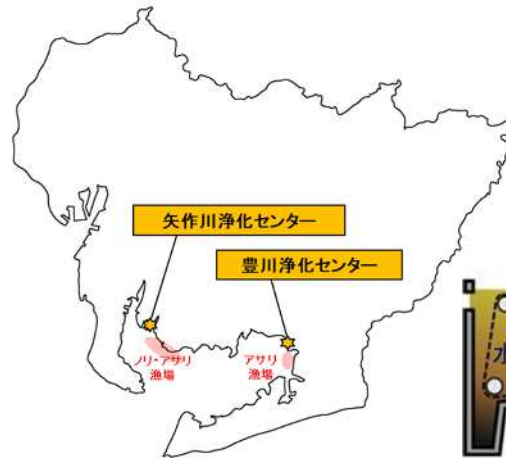 矢作川浄化センター
豊川浄化センター
ノリ・アサリ
漁場
アサリ
漁場
水